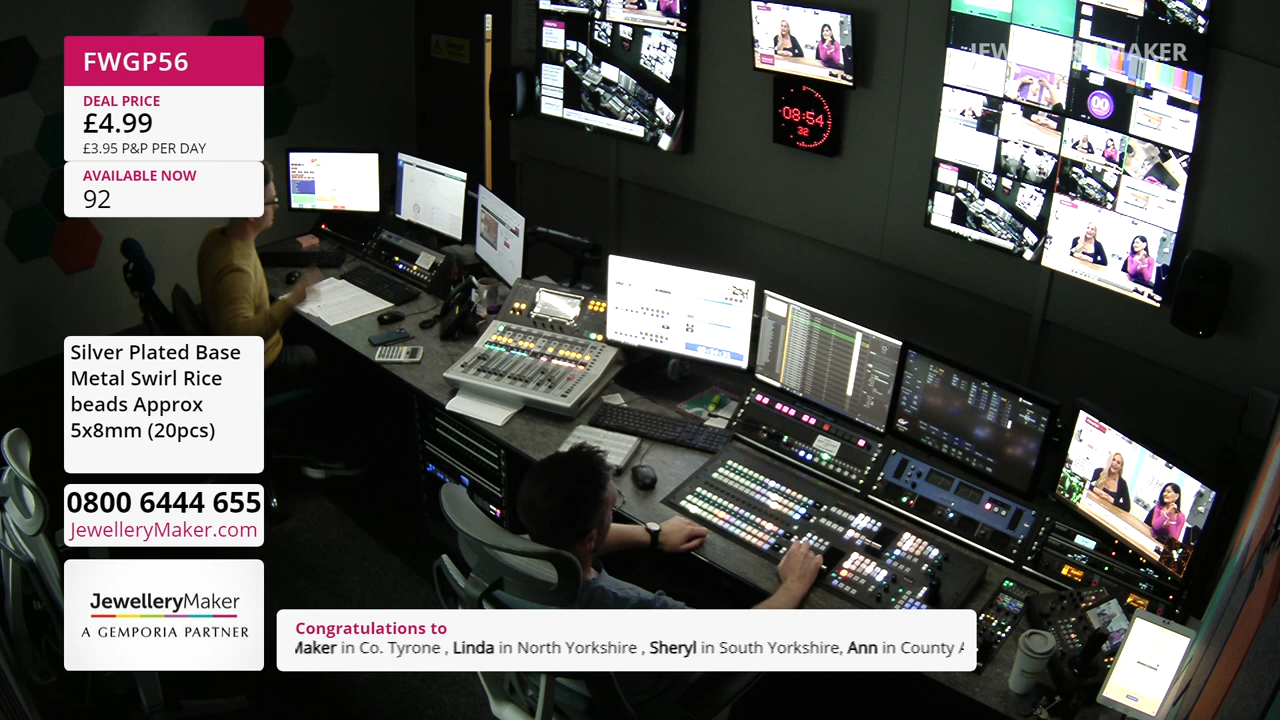 FWGP56
DEAL PRICE
£4.99
£3.95 P&P PER DAY
AVAILABLE NOW
92
Silver Plated Base
Metal Swirl Rice
beads Approx
5x8mm (20pcs)
0800 6444 655
JewelleryMaker.com
JewelleryMaker
A GEMPORIA PARTNER
Congratulations to
Maker in Co. Tyrone , Linda in North Yorkshire , Sheryl in South Yorkshire, Ann in County
JEWELLERY MAKER
08:54
32
00